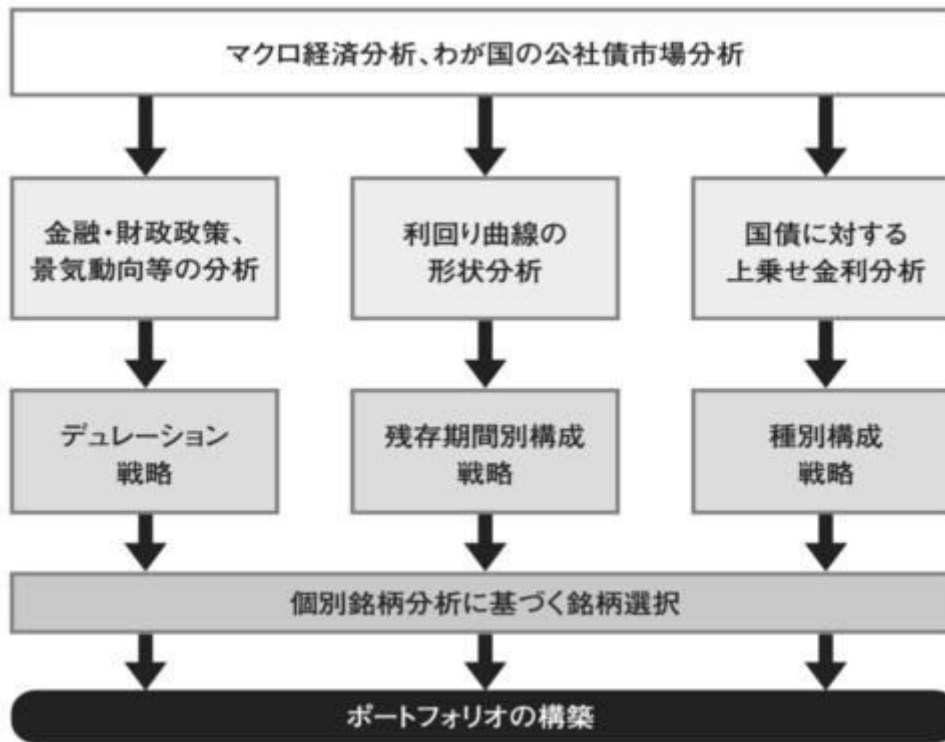 マクロ経済分析、わが国の公社債市場分析
金融・財政政策、
景気動向等の分析
利回り曲線の
形状分析
国債に対する
上乗せ金利分析
デュレーション
戦略
残存期間別構成
戦略
種別構成
戦略
個別銘柄分析に基づく銘柄選択
ポートフォリオの構築